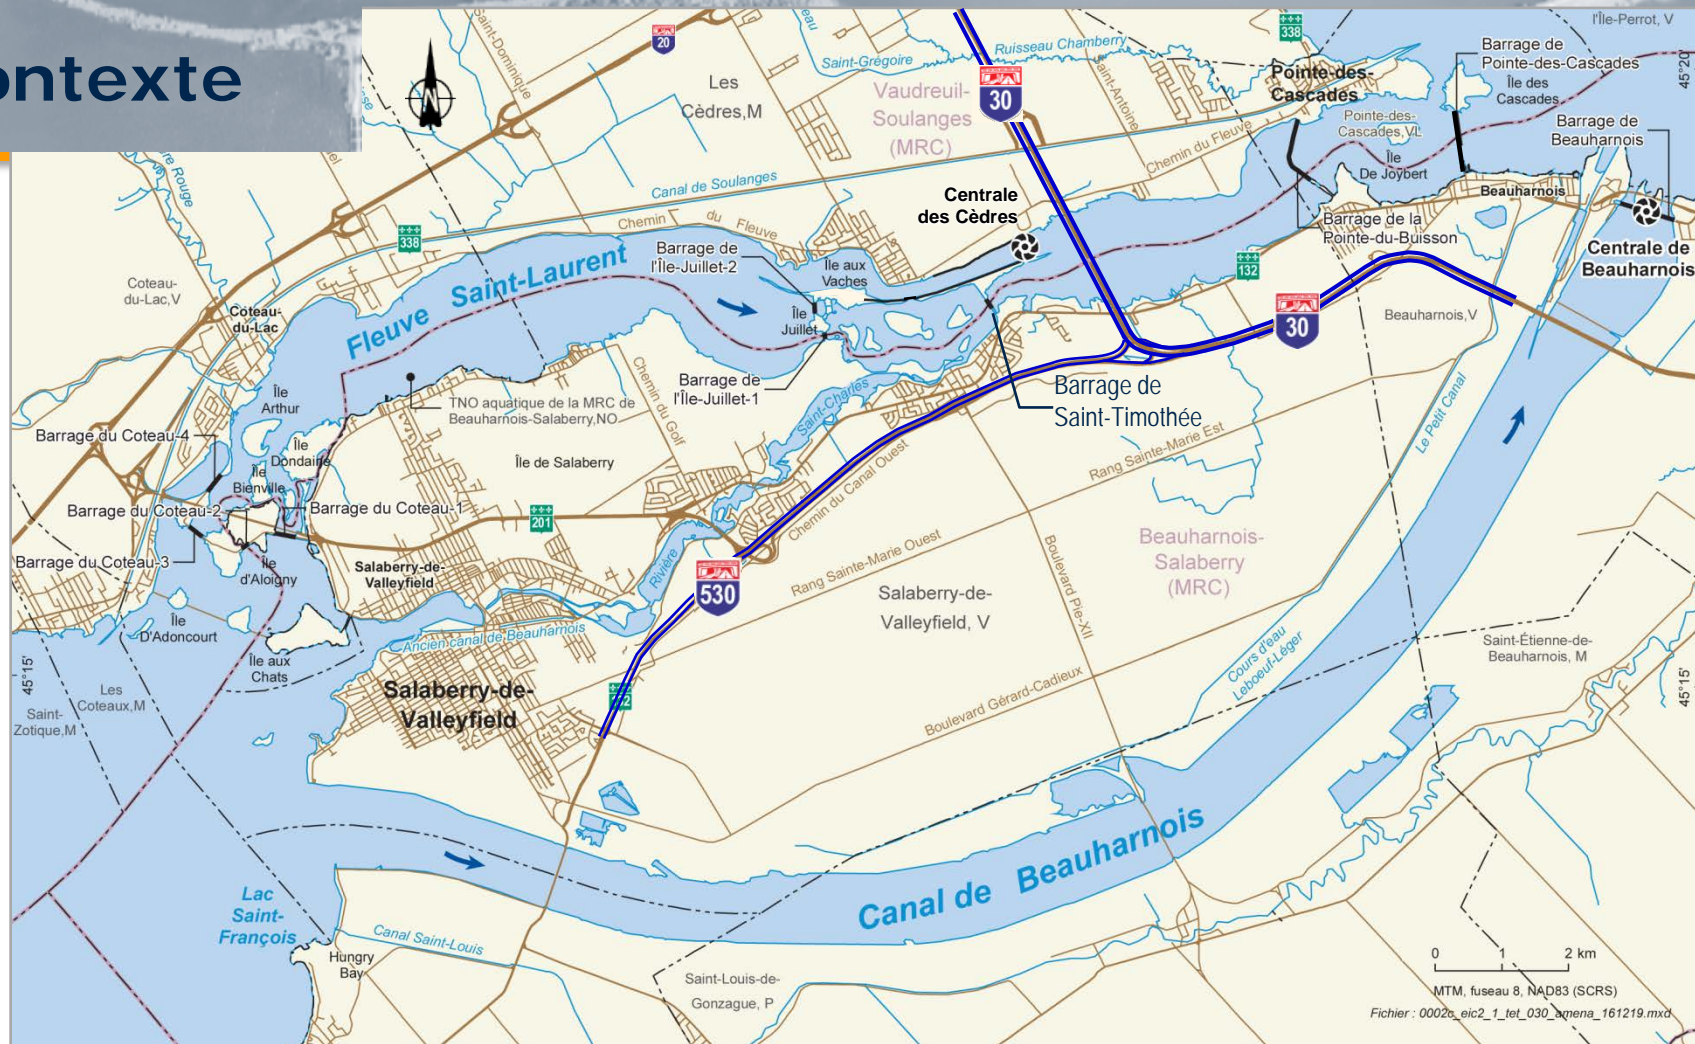 ontexte
Saint-Dominique
20
Saint-Grégoire
Ruisseau Chamberry
338
l'Île-Perrot, V
45°20'
Les
Cèdres,M
Vaudreuil-
Soulanges
(MRC)
30
Saint-Antoine
Pointe-des-
Cascades
Barrage de
Pointe-des-Cascades
Île des
Cascades
Pointe-des-
Cascades,VL
Barrage de
Beauharnois
Chemin du Fleuve
Île
De Joybert
Canal de Soulanges
Centrale
des Cèdres
Beauharnois
Chemin du Fleuve
338
Barrage de
l'Île-Juillet-2
Île aux
Vaches
Barrage de la
Pointe-du-Buisson
Centrale de
Beauharnois
132
Coteau-
du-Lac,V
Coteau-
du-Lac
Fleuve Saint-Laurent
Île
Juillet
30
Beauharnois,V
Barrage de
l'Île-Juillet-1
Barrage de
Saint-Timothée
Île
Arthur
TNO aquatique de la MRC de
Beauharnois-Salaberry,NO
Chemin du Golf
Saint-Charles
Le Petit Canal
Barrage du Coteau-4
Île
Dondaine
Île
Bienville
Île de Salaberry
Rang Sainte-Marie Est
Chemin du Canal Ouest
Barrage du Coteau-2
Barrage du Coteau-1
201
Barrage du Coteau-3
Île
d'Aloigny
Salaberry-de-
Valleyfield
Rivière
530
Rang Sainte-Marie Ouest
Boulevard Pie-XII
Beauharnois-
Salaberry
(MRC)
Salaberry-de-
Valleyfield, V
Île
D'Adoncourt
Ancien canal de Beauharnois
Île aux
Chats
Cours d'eau
Leboeuf-Léger
Saint-Étienne-de-
Beauharnois, M
45°15'
45°15'
Les
Coteaux,M
Saint-
Zotique,M
Salaberry-de-
Valleyfield
Boulevard Gérard-Cadieux
Canal de Beauharnois
Lac
Saint-
François
Canal Saint-Louis
Hungry
Bay
Saint-Louis-de-
Gonzague, P
0 1 2 km
MTM, fuseau 8, NAD83 (SCRS)
Fichier : 0002c_eic2_1_tet_030_amena_161219.mxd